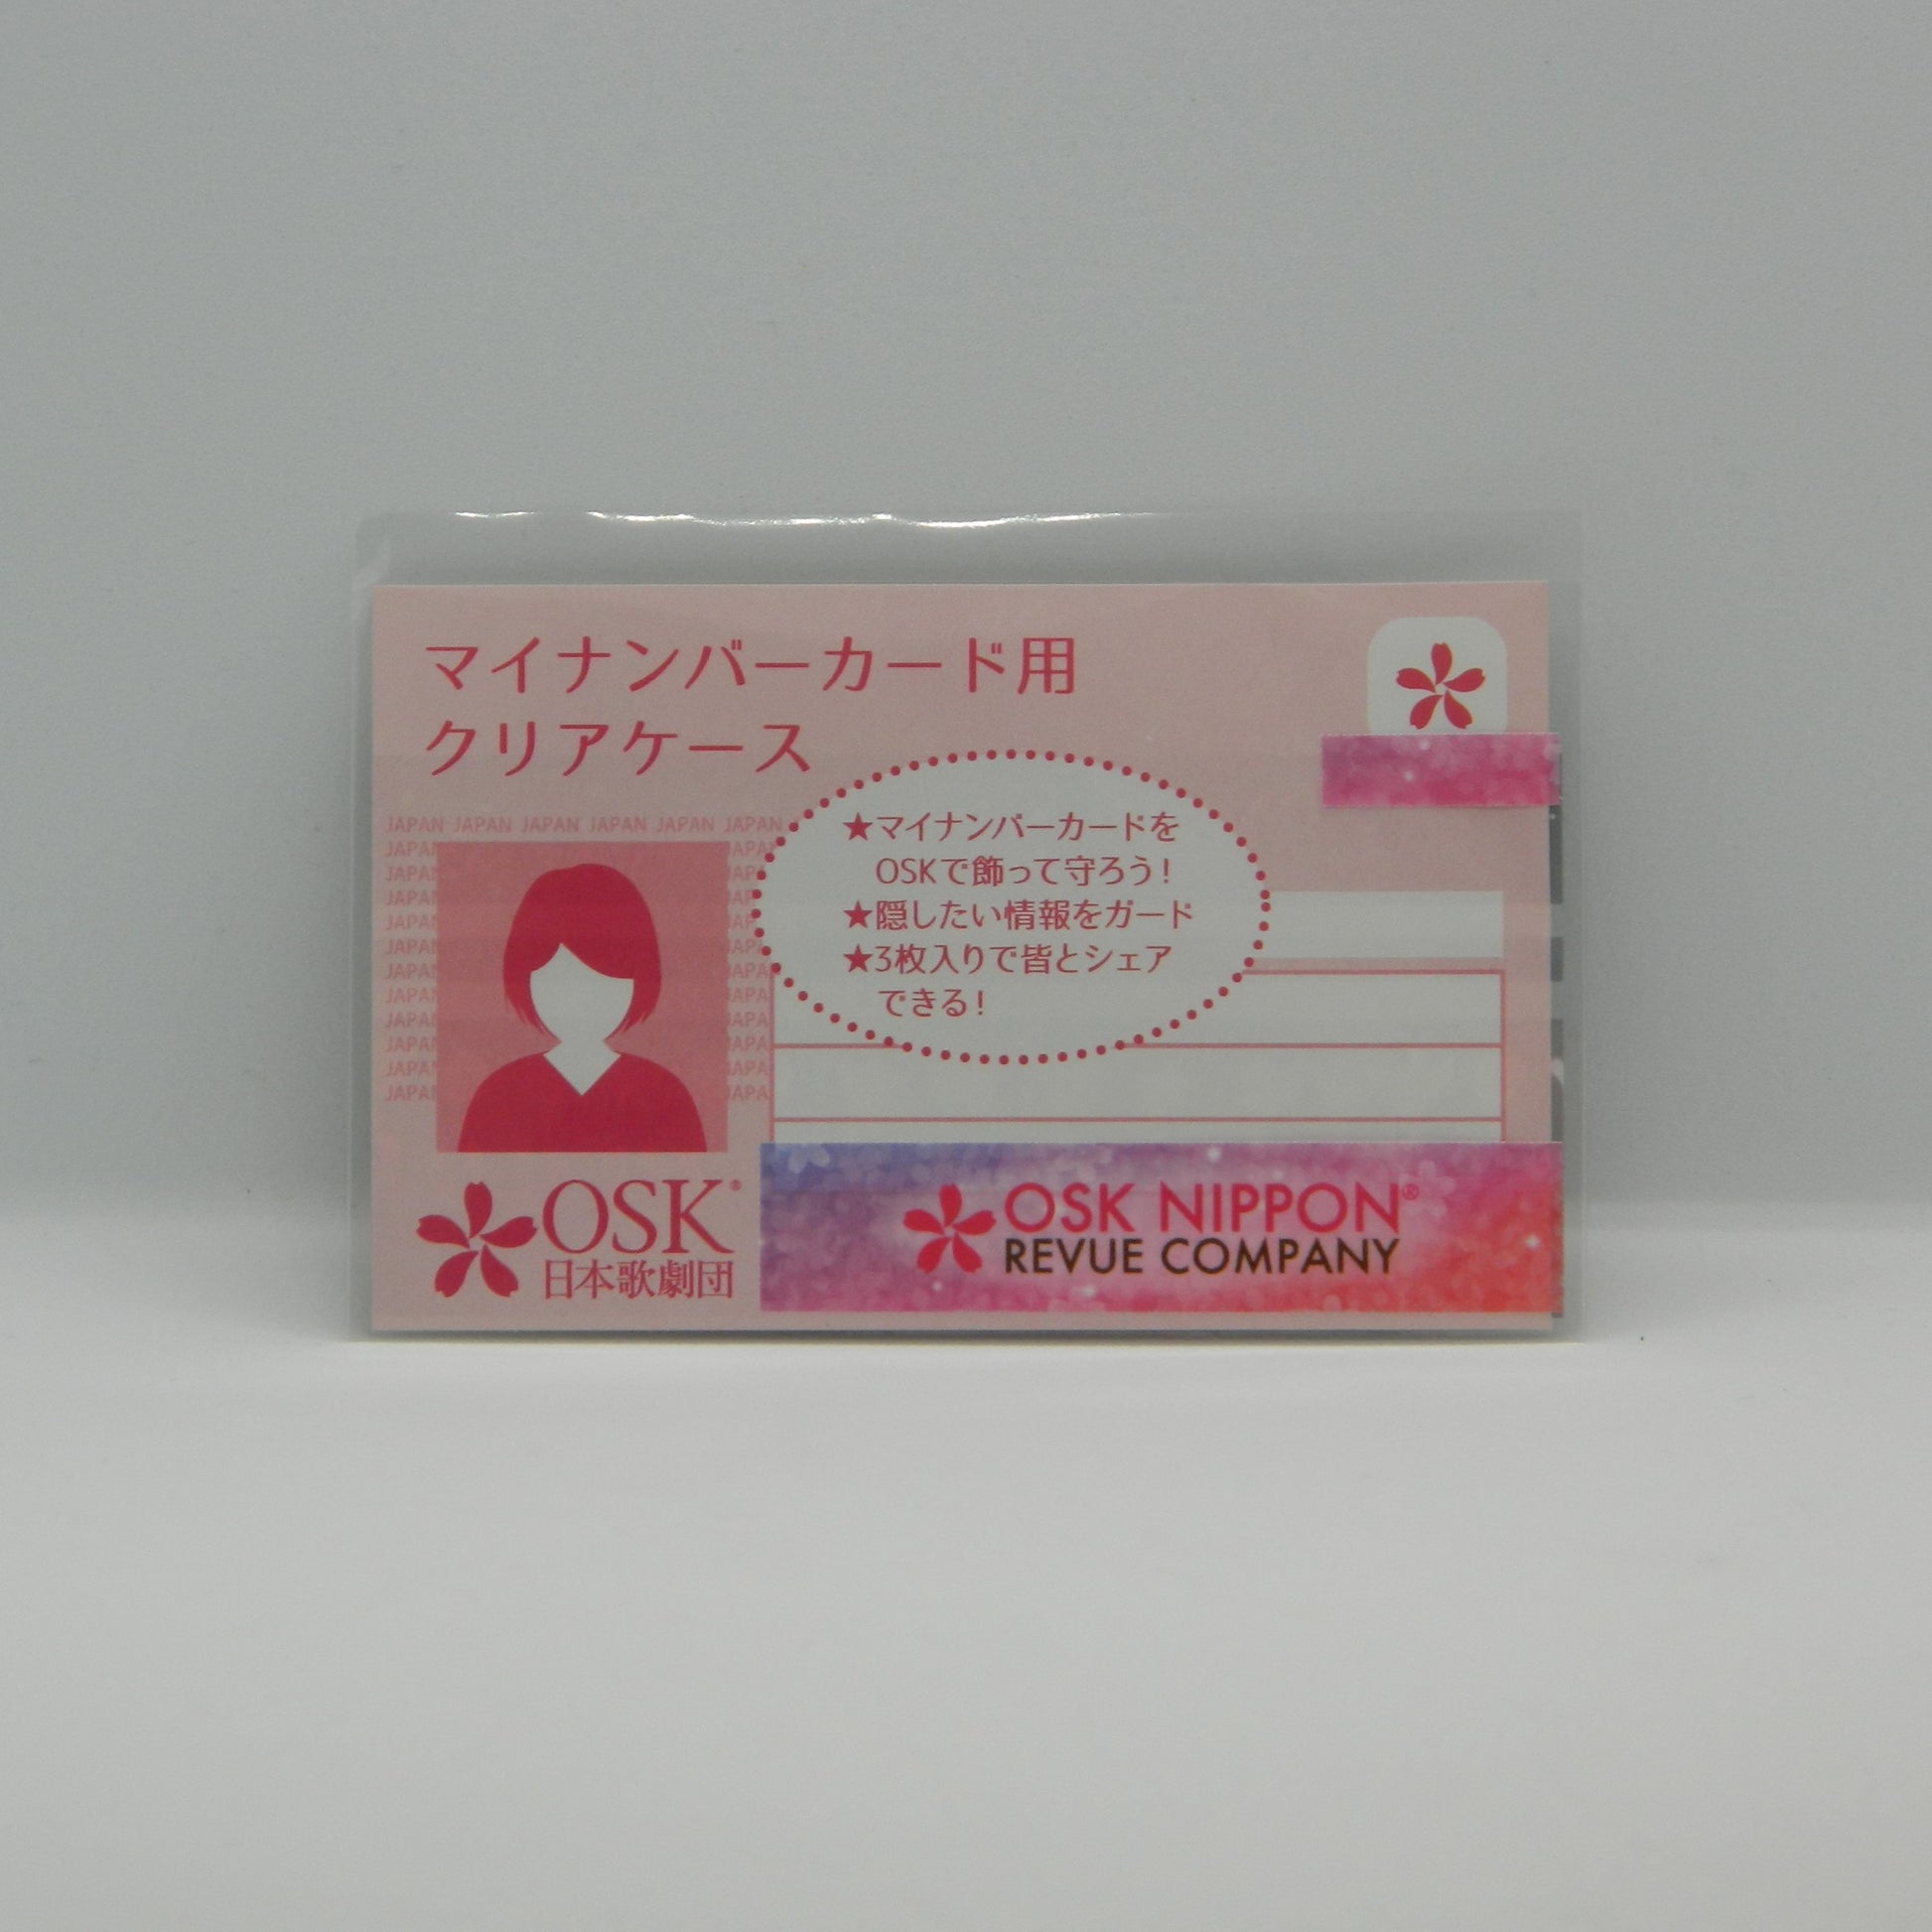 マイナンバーカード用
クリアケース
JAPAN JAPAN JAPAN JAPAN JAPAN JAPAN
★マイナンバーカードを
OSKで飾って守ろう!
★隠したい情報をガード
★3枚入りで皆とシェア
できる!
OSK®
日本歌劇団
OSK NIPPON®
REVUE COMPANY